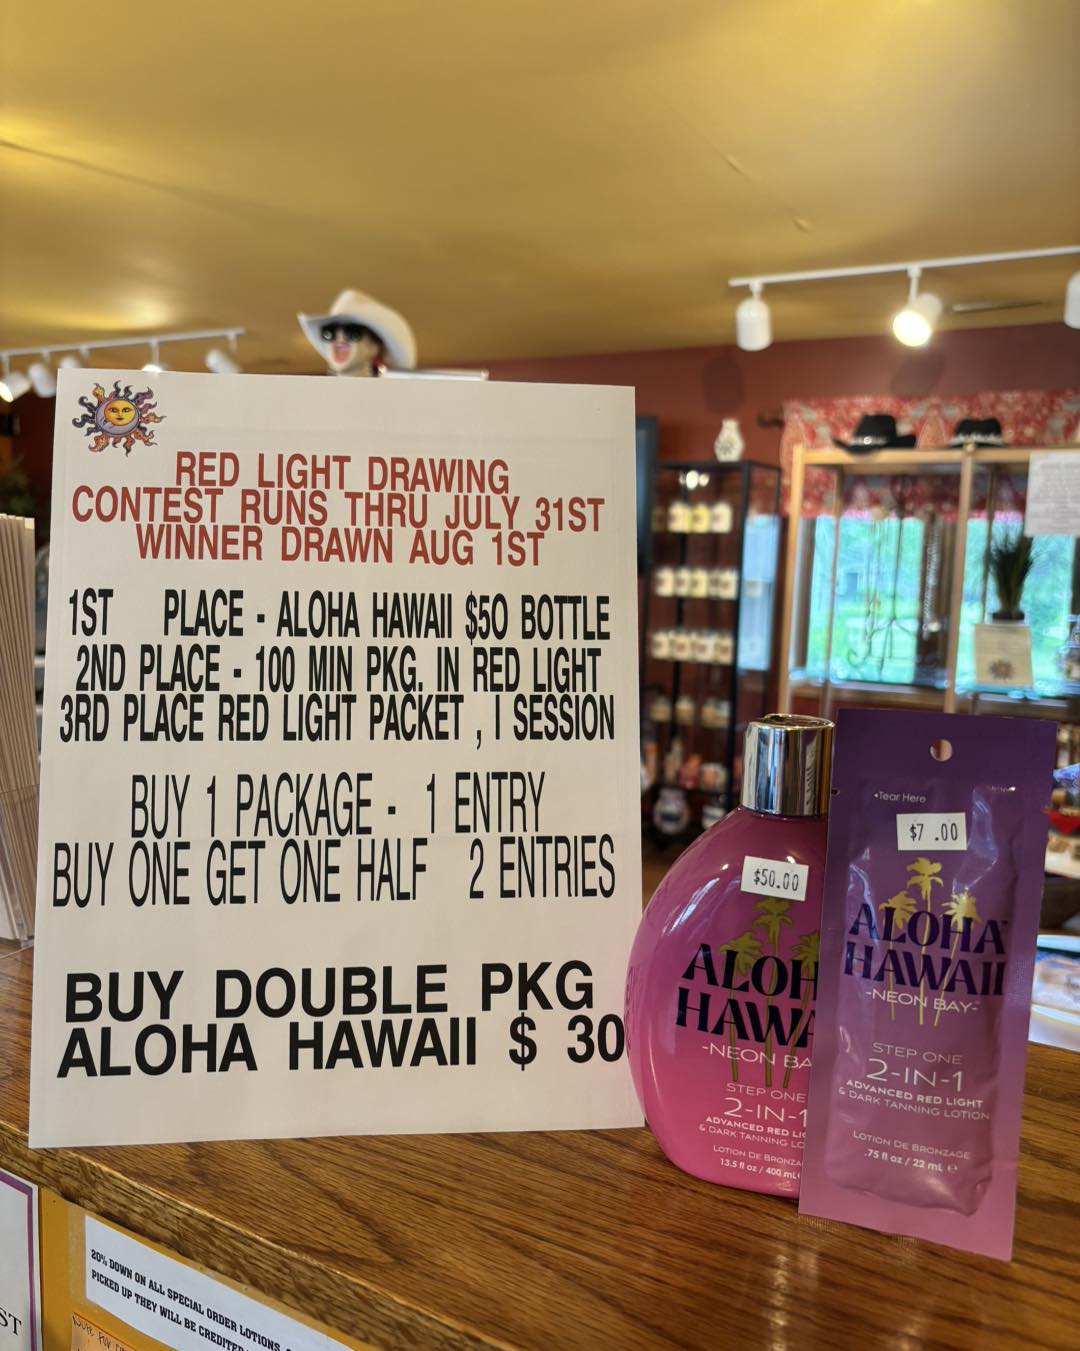 RED LIGHT DRAWING
CONTEST RUNS THRU JULY 31ST
WINNER DRAWN AUG 1ST
1ST PLACE - ALOHA HAWAII $50 BOTTLE
2ND PLACE - 100 MIN PKG. IN RED LIGHT
3RD PLACE RED LIGHT PACKET , 1 SESSION
BUY 1 PACKAGE - 1 ENTRY
BUY ONE GET ONE HALF 2 ENTRIES
BUY DOUBLE PKG
ALOHA HAWAII $ 30
$50.00
ALOH
HAWA
-NEON BA
STEP ONE
2-IN-1
ADVANCED RED LIG
& DARK TANNING LO
LOTION DE BRONZA
13.5 fl oz / 400 mL
•Tear Here
$7 .00
ALOHA
HAWAII
-NEON BAY-
STEP ONE
2-IN-1
ADVANCED RED LIGHT
& DARK TANNING LOTION
LOTION DE BRONZAGE
.75 fl oz / 22 mL e
20% DOWN ON ALL SPECIAL ORDER LOTIONS,
PICKED UP THEY WILL BE CREDITED
ST